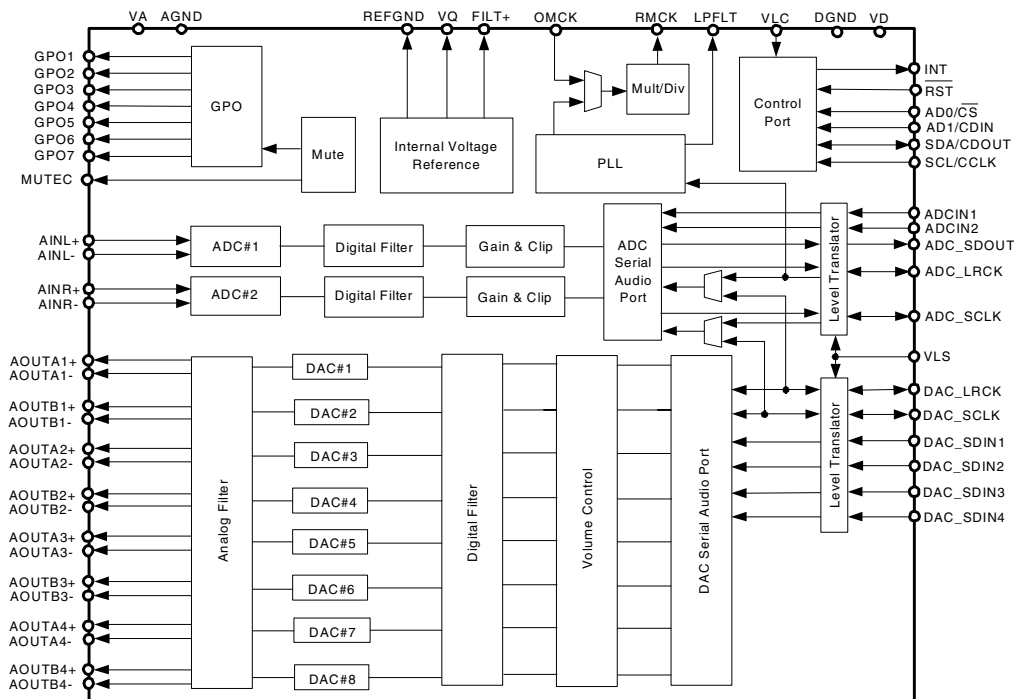 VA AGND REFGND VQ FILT+ OMCK RMCK LPFLT VLC DGND VD
GPO1
GPO2
GPO3
GPO4
GPO5
GPO6
GPO7
MUTEC
GPO
Mute
Internal Voltage
Reference
Mult/Div
PLL
Control
Port
INT
RST
AD0/CS
AD1/CDIN
SDA/CDOUT
SCL/CCLK
AINL+
AINL-
AINR+
AINR-
ADC#1
Digital Filter
Gain & Clip
ADC#2
Digital Filter
Gain & Clip
ADC
Serial
Audio
Port
Level Translator
ADCIN1
ADCIN2
ADC_SDOUT
ADC_LRCK
ADC_SCLK
VLS
AOUTA1+
AOUTA1-
AOUTB1+
AOUTB1-
AOUTA2+
AOUTA2-
AOUTB2+
AOUTB2-
AOUTA3+
AOUTA3-
AOUTB3+
AOUTB3-
AOUTA4+
AOUTA4-
AOUTB4+
AOUTB4-
Analog Filter
DAC#1
DAC#2
DAC#3
DAC#4
DAC#5
DAC#6
DAC#7
DAC#8
Digital Filter
Volume Control
DAC Serial Audio Port
Level Translator
DAC_LRCK
DAC_SCLK
DAC_SDIN1
DAC_SDIN2
DAC_SDIN3
DAC_SDIN4